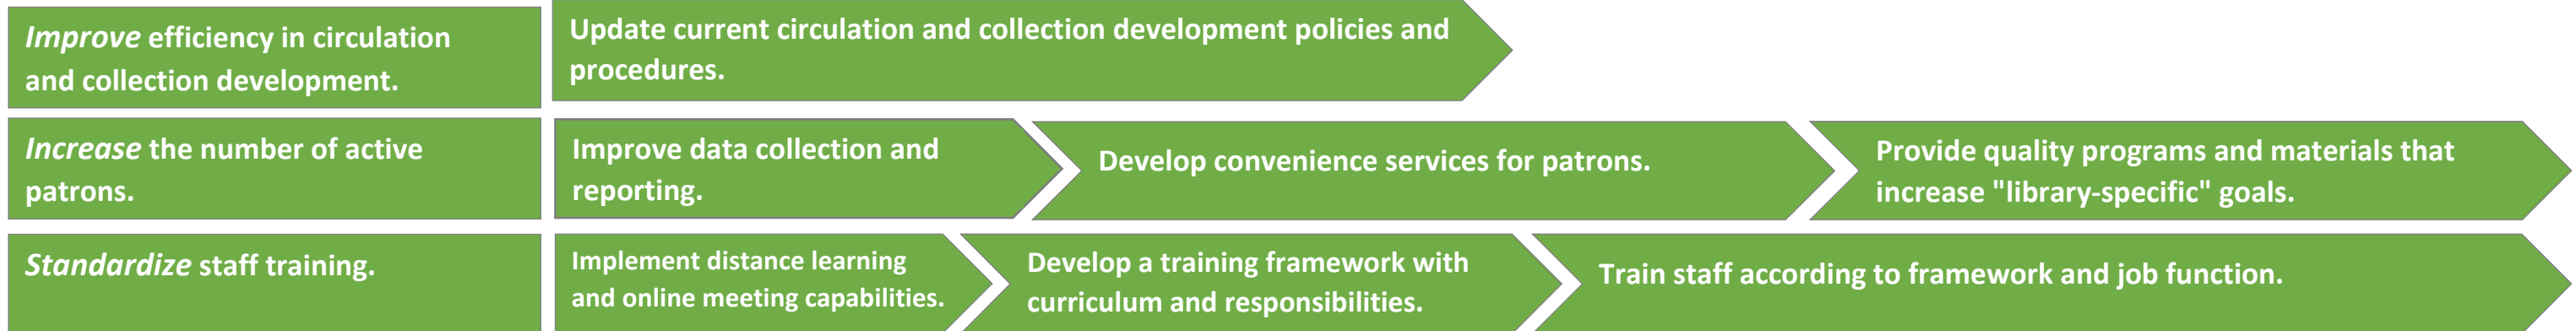 Improve efficiency in circulation
and collection development.
Update current circulation and collection development policies and
procedures.
Increase the number of active
patrons.
Improve data collection and
reporting.
Develop convenience services for patrons.
Provide quality programs and materials that
increase "library-specific" goals.
Standardize staff training.
Implement distance learning
and online meeting capabilities.
Develop a training framework with
curriculum and responsibilities.
Train staff according to framework and job function.